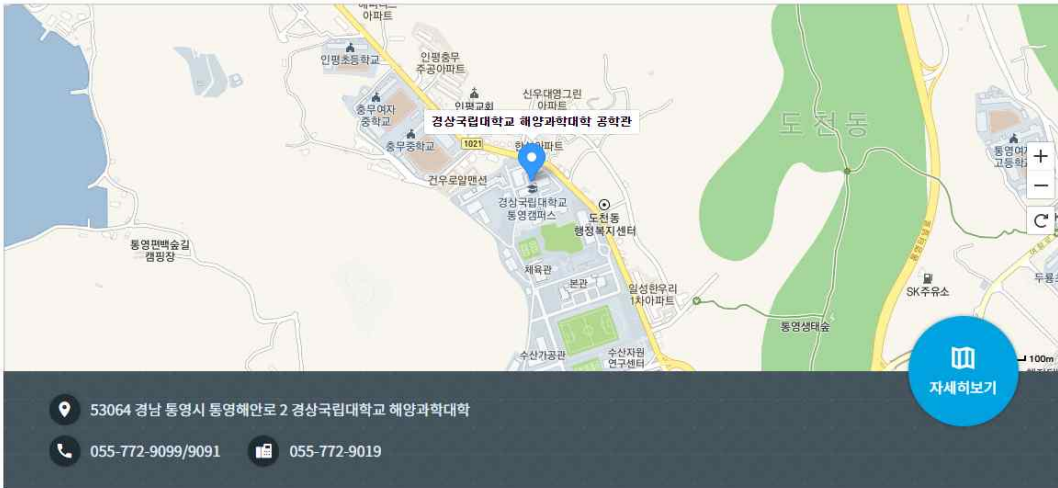 아파트
인평초등학교
인평충무
주공아파트
충무여자
중학교
인평교회
신우대영그린
아파트
경상국립대학교 해양과학대학 공학관
도천동
충무중학교
1021
건우로얄맨션
경상국립대학교
통영캠퍼스
도천동
행정복지센터
통영편백숲길
캠핑장
체육관
본관
일성한우리
1차아파트
SK주유소
통영생태숲
수산가공관
수산자원
연구센터
100m
자세히보기
53064 경남 통영시 통영해안로 2 경상국립대학교 해양과학대학
055-772-9099/9091
055-772-9019